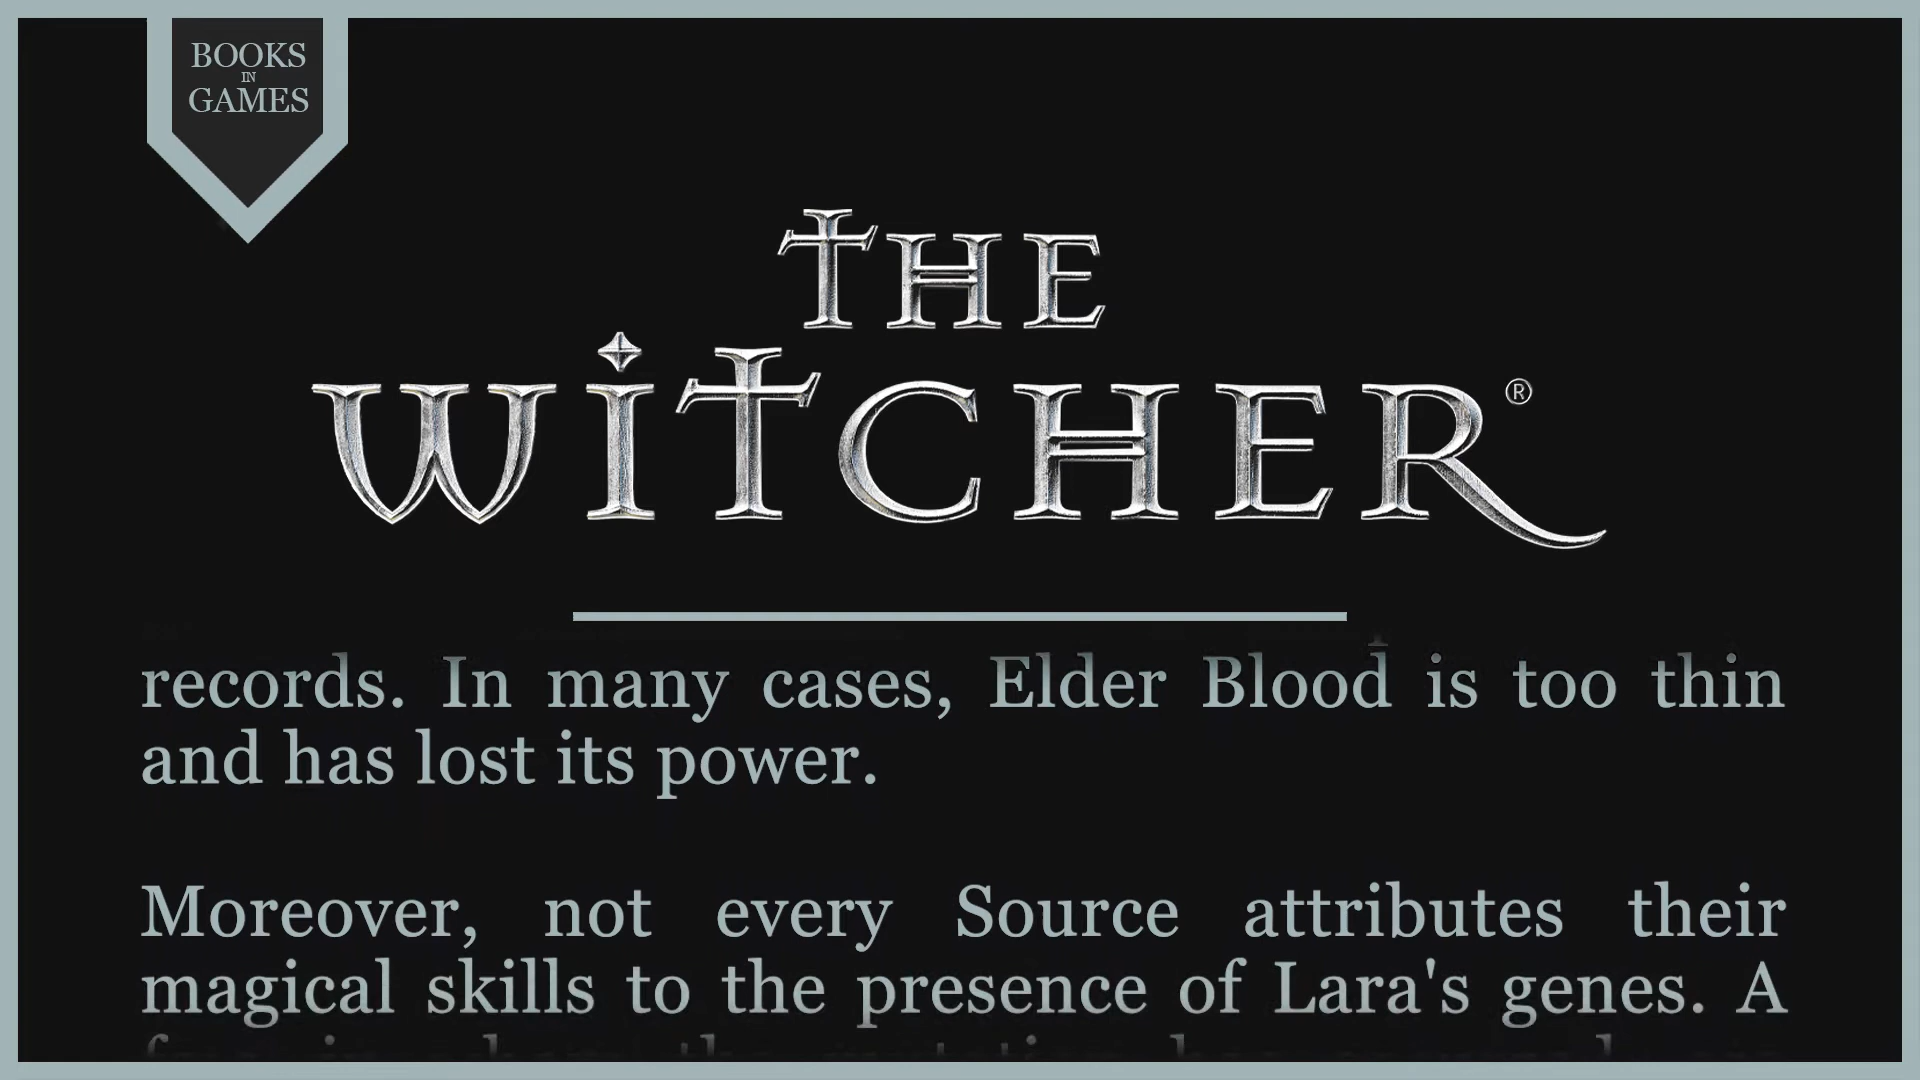 BOOKS
IN
GAMES
THE
WiTCHER®
records. In many cases, Elder Blood is too thin
and has lost its power.
Moreover, not every Source attributes their
magical skills to the presence of Lara's genes. A